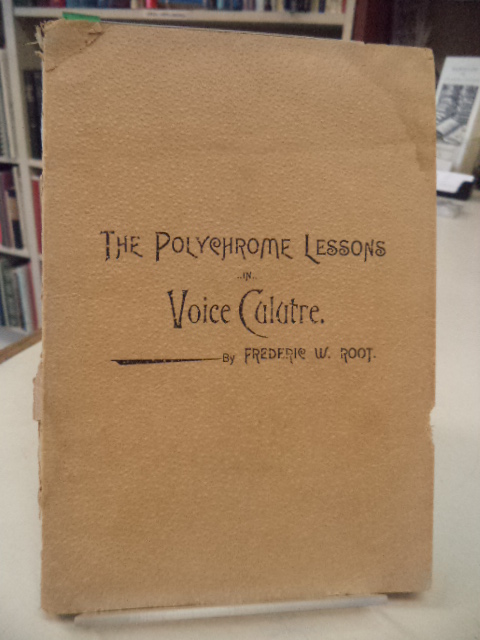 THE POLYCHROME LESSONS
..IN..
Voice Culutre.
By FREDERIC W. ROOT.